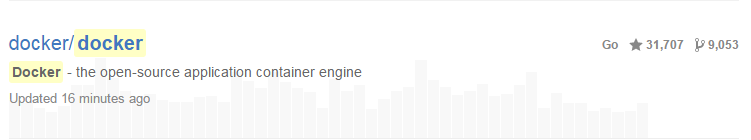 docker/docker Go 31,707 9,053
Docker - the open-source application container engine
Updated 16 minutes ago